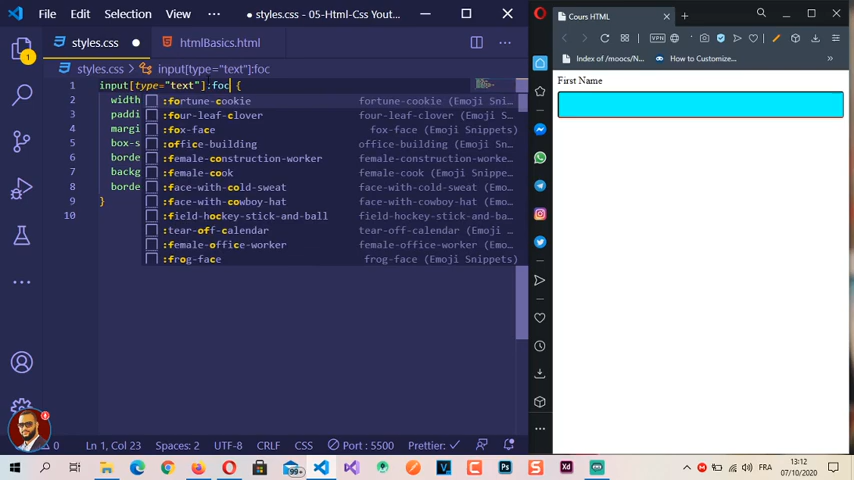 File Edit Selection View ... styles.css - 05-Html-Css Yout...
styles.css htmlBasics.html
styles.css > input[type="text"]:foc
1 input[type="text"]:foc {
2 width :fortune-cookie fortune-cookie (Emoji Sni...
3 paddi :four-leaf-clover four-leaf-clover (Emoji S...
4 margi :fox-face fox-face (Emoji Snippets)
5 box-s :office-building office-building (Emoji Sn...
6 borde :female-construction-worker female-construction-worke...
7 backg :female-cook female-cook (Emoji Snippets)
8 borde :face-with-cold-sweat face-with-cold-sweat (Emo...
9 } :face-with-cowboy-hat face-with-cowboy-hat (Emo...
10 :field-hockey-stick-and-ball field-hockey-stick-and-ba...
:tear-off-calendar tear-off-calendar (Emoji ...
:female-office-worker female-office-worker (Emo...
:frog-face frog-face (Emoji Snippets)
0 Ln 1, Col 23 Spaces: 2 UTF-8 CRLF CSS Port : 5500 Prettier:
Cours HTML
VPN
Index of /moocs/N... How to Customize...
First Name
99+ FRA 13:12
07/10/2020